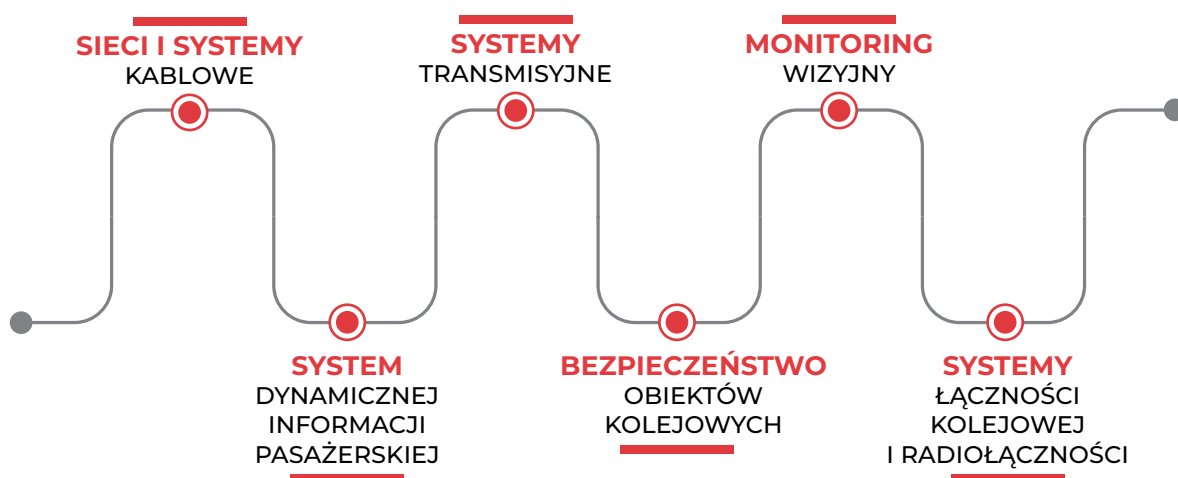 SIECI I SYSTEMY
KABLOWE
SYSTEM
DYNAMICZNEJ
INFORMACJI
PASAŻERSKIEJ
SYSTEMY
TRANSMISYJNE
BEZPIECZEŃSTWO
OBIEKTÓW
KOLEJOWYCH
MONITORING
WIZYJNY
SYSTEMY
ŁĄCZNOŚCI
KOLEJOWEJ
I RADIOŁĄCZNOŚCI